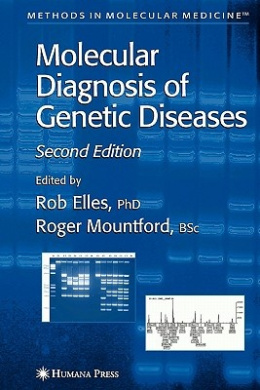 METHODS IN MOLECULAR MEDICINE™
Molecular
Diagnosis of
Genetic Diseases
Second Edition
Edited by
Rob Elles, PhD
Roger Mountford, BSc
HUMANA PRESS